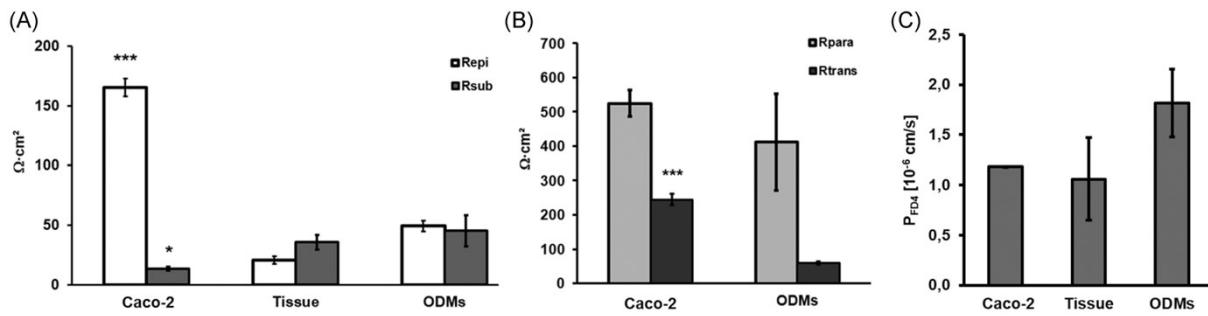 (A)
200
150
100
50
0
Ω·cm²
***
*
Repi
Rsub
Caco-2 Tissue ODMs
(B)
700
600
500
400
300
200
100
0
Ω·cm²
***
Rpara
Rtrans
Caco-2 ODMs
(C)
2,5
2,0
1,5
1,0
0,5
0,0
P_FD4 [10⁻⁶ cm/s]
Caco-2 Tissue ODMs